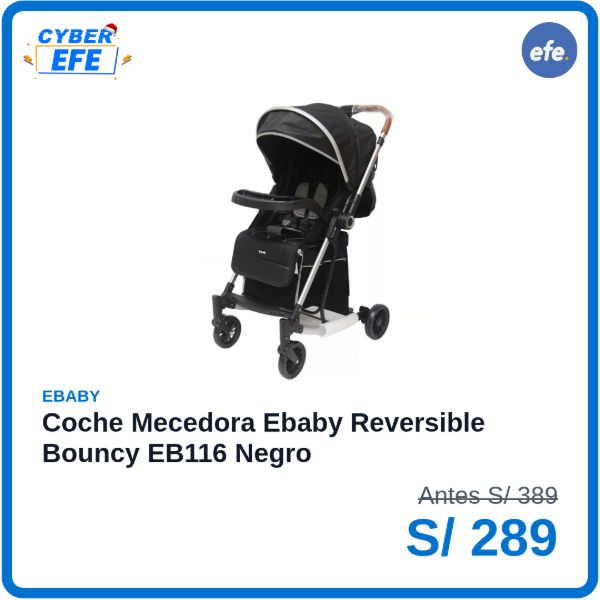 CYBER
EFE
efe.
EBABY
Coche Mecedora Ebaby Reversible
Bouncy EB116 Negro
Antes S/ 389
S/ 289